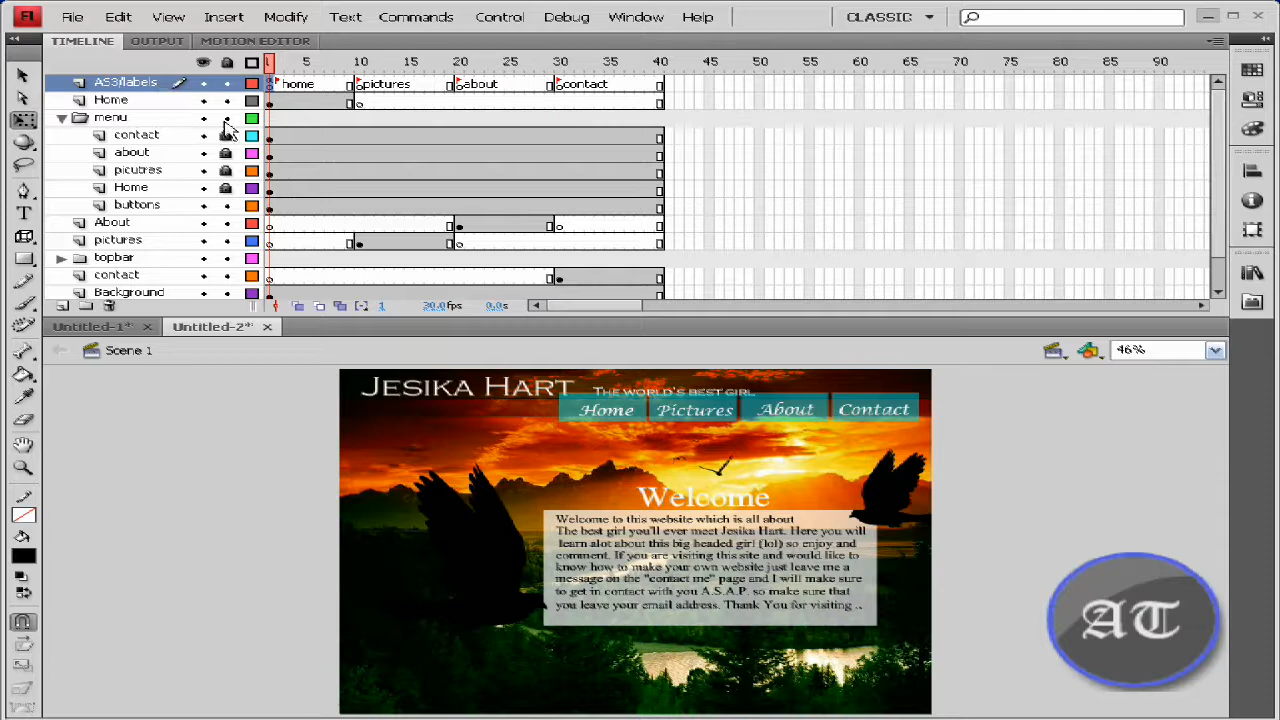 Fl File Edit View Insert Modify Text Commands Control Debug Window Help CLASSIC
TIMELINE OUTPUT MOTION EDITOR
1 5 10 15 20 25 30 35 40 45 50 55 60 65 70 75 80 85 90
AS3/labels home pictures about contact
Home
menu
contact
about
picutres
Home
buttons
About
pictures
topbar
contact
Background
1 30.0fps 0.0s
Untitled-1* Untitled-2*
Scene 1 46%
JESIKA HART THE WORLD'S BEST GIRL
Home Pictures About Contact
Welcome
Welcome to this website which is all about
The best girl you'll ever meet Jesika Hart. Here you will
learn alot about this big headed girl (lol) so enjoy and
comment. If you are visiting this site and would like to
know how to make your own website just leave me a
message on the "contact me" page and I will make sure
to get in contact with you A.S.A.P. so make sure that
you leave your email address. Thank You for visiting ..
AT